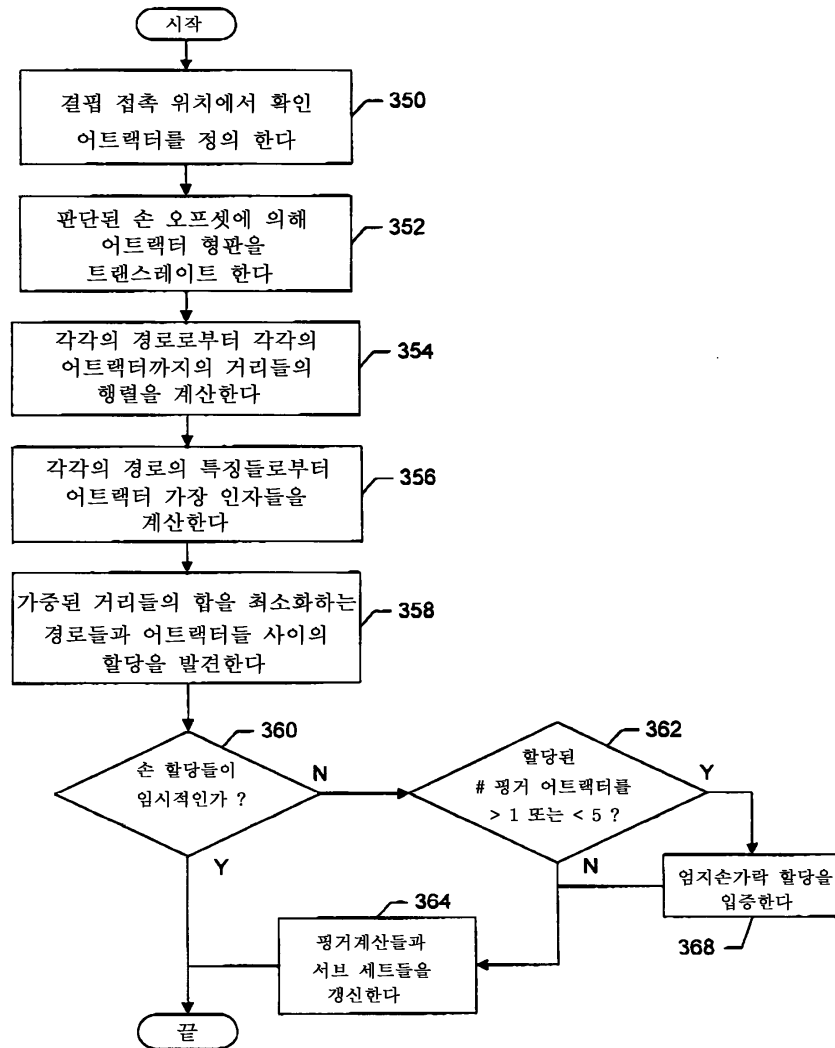 시작
결핍 접촉 위치에서 확인
어트랙터를 정의 한다
350
판단된 손 오프셋에 의해
어트랙터 형판을
트랜스레이트 한다
352
각각의 경로로부터 각각의
어트랙터까지의 거리들의
행렬을 계산한다
354
각각의 경로의 특징들로부터
어트랙터 가장 인자들을
계산한다
356
가중된 거리들의 합을 최소화하는
경로들과 어트랙터들 사이의
할당을 발견한다
358
360
손 할당들이
임시적인가 ?
N
Y
362
할당된
# 핑거 어트랙터를
> 1 또는 < 5 ?
Y
N
엄지손가락 할당을
입증한다
368
364
핑거계산들과
서브 세트들을
갱신한다
끝